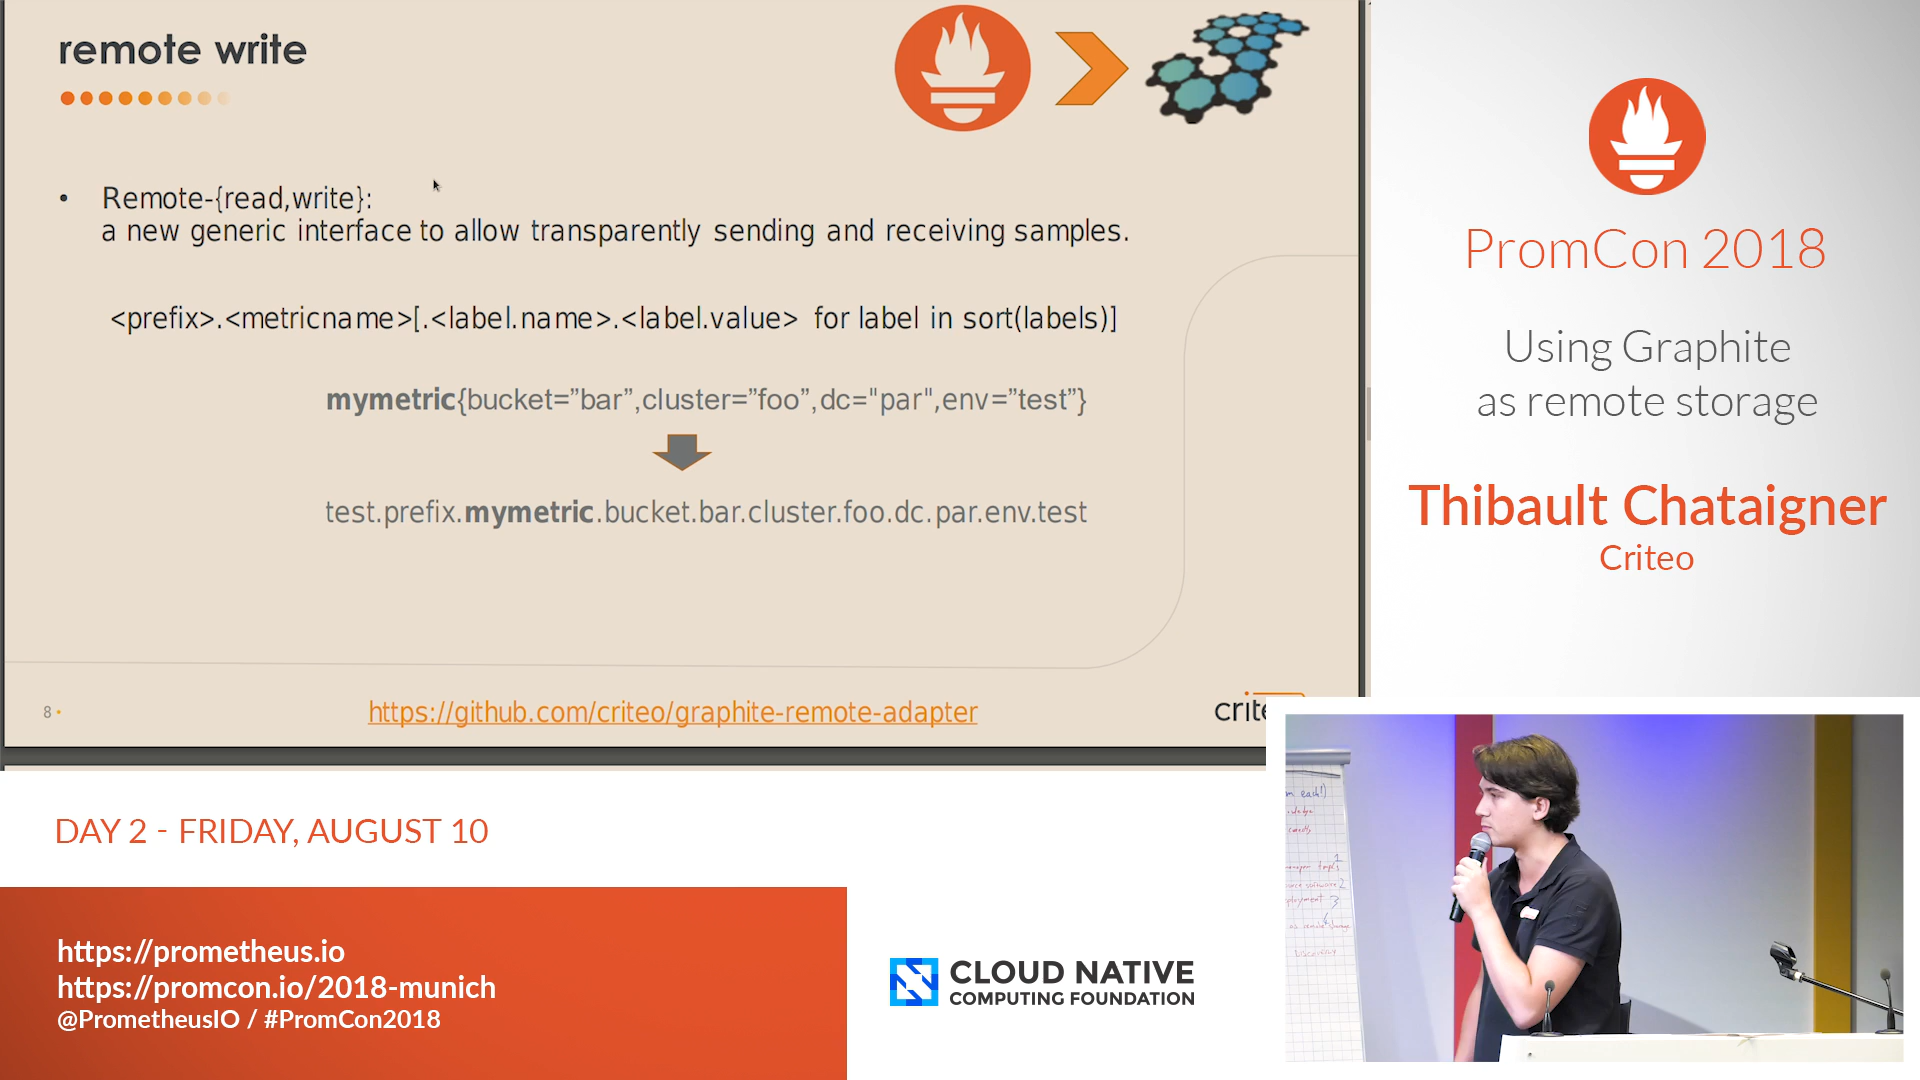 remote write
• Remote-{read,write}:
a new generic interface to allow transparently sending and receiving samples.
<prefix>.<metricname>[.<label.name>.<label.value> for label in sort(labels)]
mymetric{bucket=”bar”,cluster=”foo”,dc="par",env=”test”}
test.prefix.mymetric.bucket.bar.cluster.foo.dc.par.env.test
8
https://github.com/criteo/graphite-remote-adapter
PromCon 2018
Using Graphite
as remote storage
Thibault Chataigner
Criteo
DAY 2 - FRIDAY, AUGUST 10
https://prometheus.io
https://promcon.io/2018-munich
@PrometheusIO / #PromCon2018
CLOUD NATIVE
COMPUTING FOUNDATION